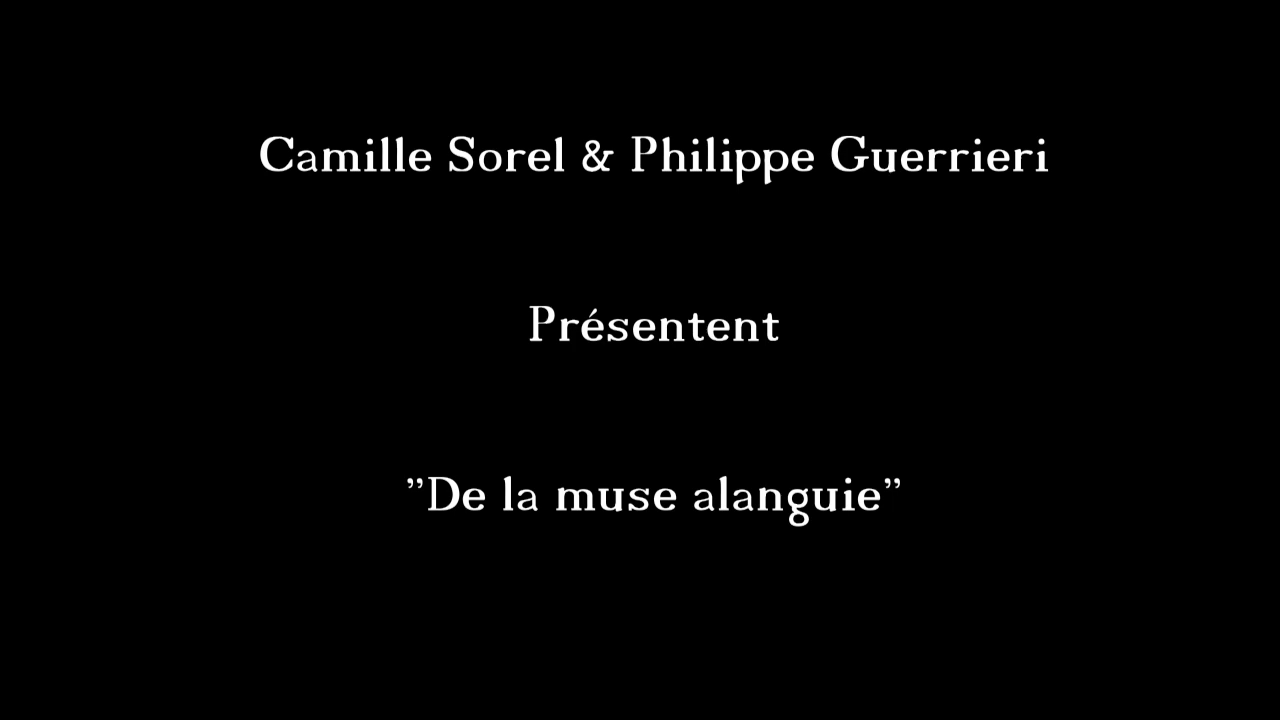 Camille Sorel & Philippe Guerrieri
Présentent
”De la muse alanguie”